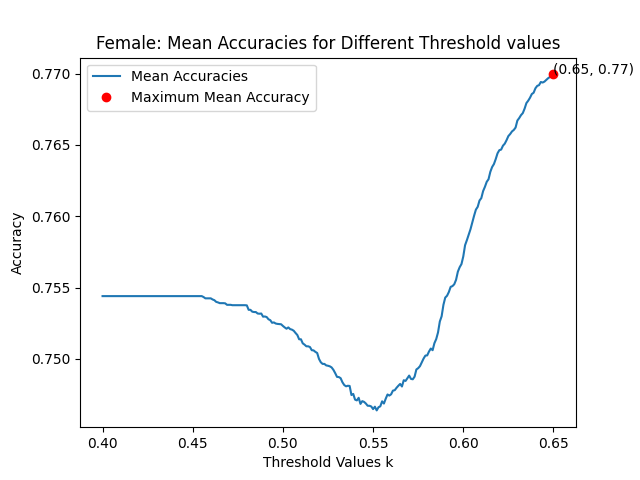 Female: Mean Accuracies for Different Threshold values
Mean Accuracies
Maximum Mean Accuracy
(0.65, 0.77)
0.770
0.765
0.760
0.755
0.750
Accuracy
0.40 0.45 0.50 0.55 0.60 0.65
Threshold Values k